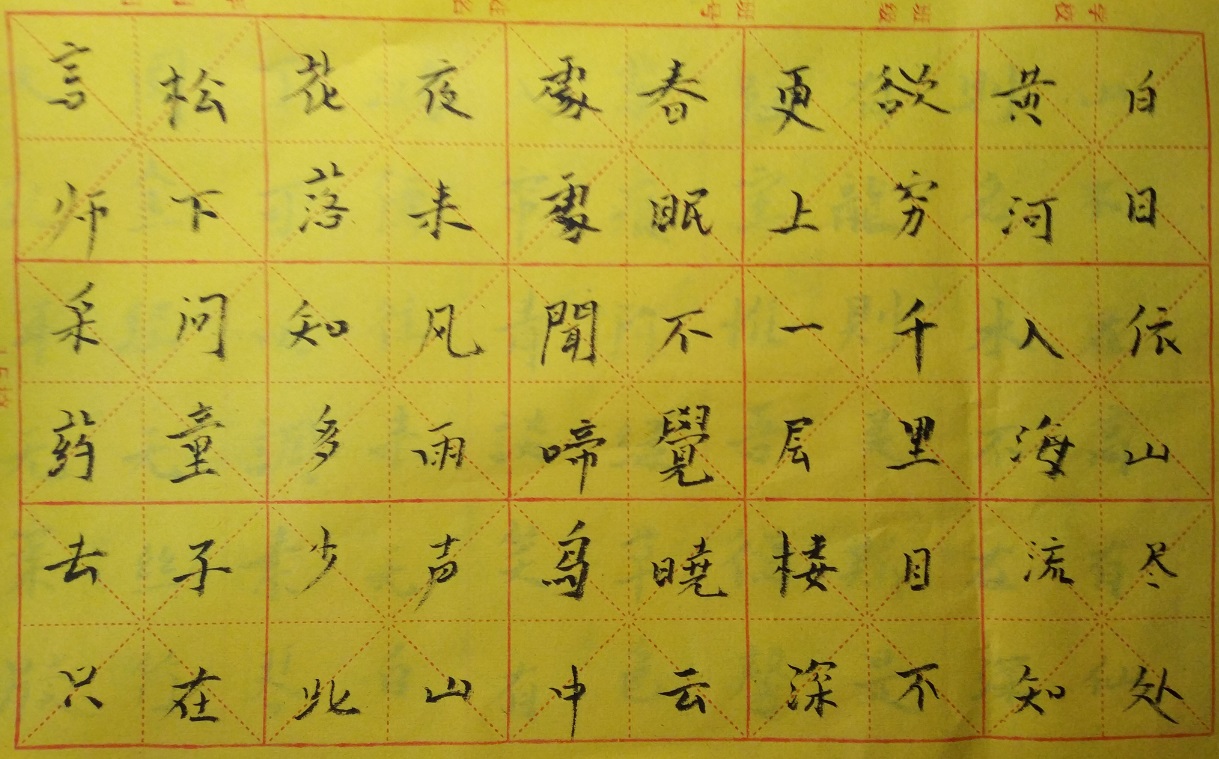 白日依山尽处
黄河入海流知
欲穷千里目不
更上一层楼深
春眠不覺曉云
處處聞啼鳥中
夜来风雨声山
花落知多少此
松下问童子在
言师采药去只